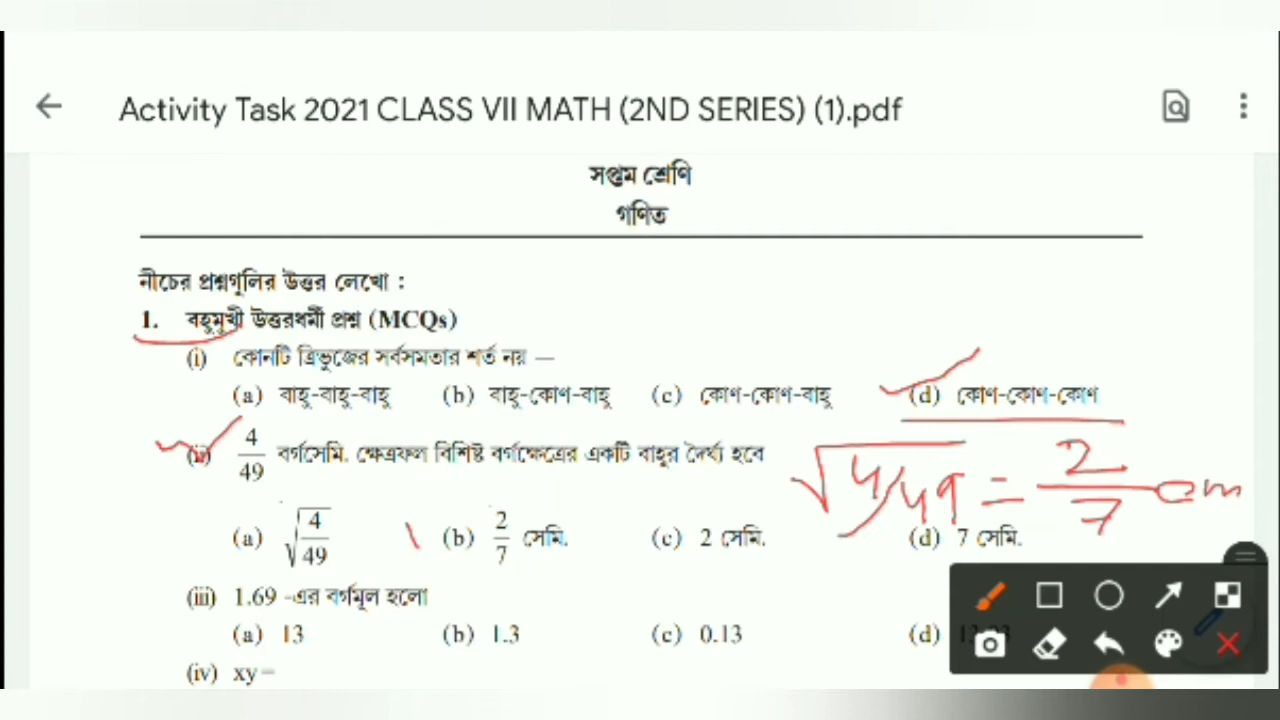 Activity Task 2021 CLASS VII MATH (2ND SERIES) (1).pdf
সপ্তম শ্রেণি
গণিত
নীচের প্রশ্নগুলির উত্তর লেখো :
1. বহুমুখী উত্তরধর্মী প্রশ্ন (MCQs)
(i) কোনটি ত্রিভুজের সর্বসমতার শর্ত নয় —
(a) বাহু-বাহু-বাহু (b) বাহু-কোণ-বাহু (c) কোণ-কোণ-বাহু (d) কোণ-কোণ-কোণ
(ii) 4/49 বর্গসেমি. ক্ষেত্রফল বিশিষ্ট বর্গক্ষেত্রের একটি বাহুর দৈর্ঘ্য হবে
√4/49 = 2/7 cm
(a) √4/49 (b) 2/7 সেমি. (c) 2 সেমি. (d) 7 সেমি.
(iii) 1.69 -এর বর্গমূল হলো
(a) 13 (b) 1.3 (c) 0.13 (d)
(iv) xy =